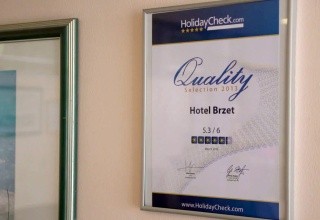 HolidayCheck.com
Quality
Selection 2013
Hotel Brzet
5.3 / 6
www.HolidayCheck.com